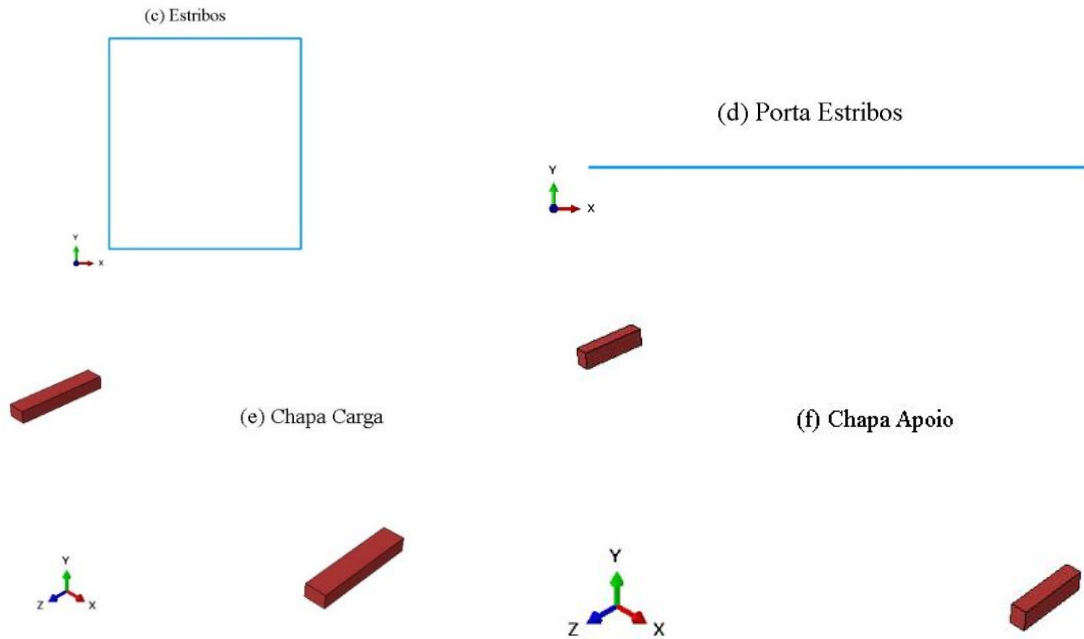 (c) Estribos
Y
X
(d) Porta Estribos
Y
X
(e) Chapa Carga
Y
Z
X
(f) Chapa Apoio
Y
Z
X